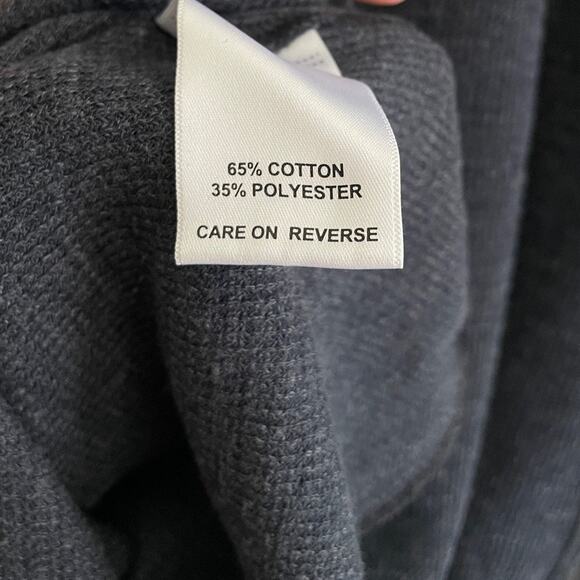 65% COTTON
35% POLYESTER
CARE ON REVERSE